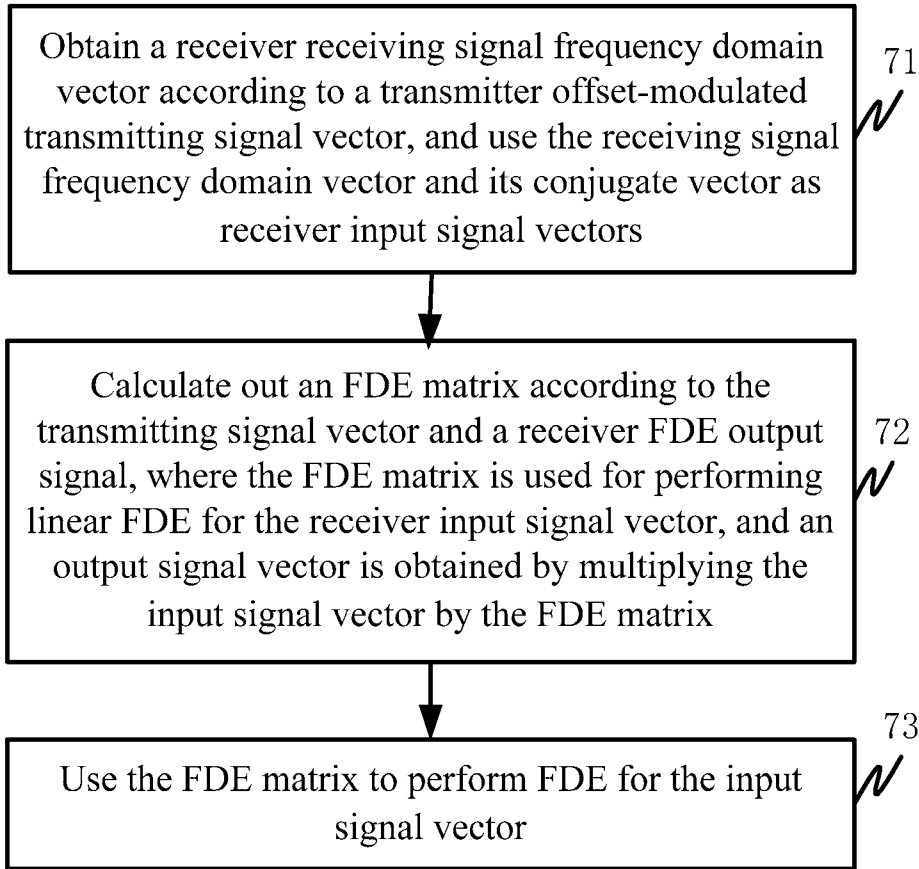 Obtain a receiver receiving signal frequency domain
vector according to a transmitter offset-modulated
transmitting signal vector, and use the receiving signal
frequency domain vector and its conjugate vector as
receiver input signal vectors
71
Calculate out an FDE matrix according to the
transmitting signal vector and a receiver FDE output
signal, where the FDE matrix is used for performing
linear FDE for the receiver input signal vector, and an
output signal vector is obtained by multiplying the
input signal vector by the FDE matrix
72
Use the FDE matrix to perform FDE for the input
signal vector
73